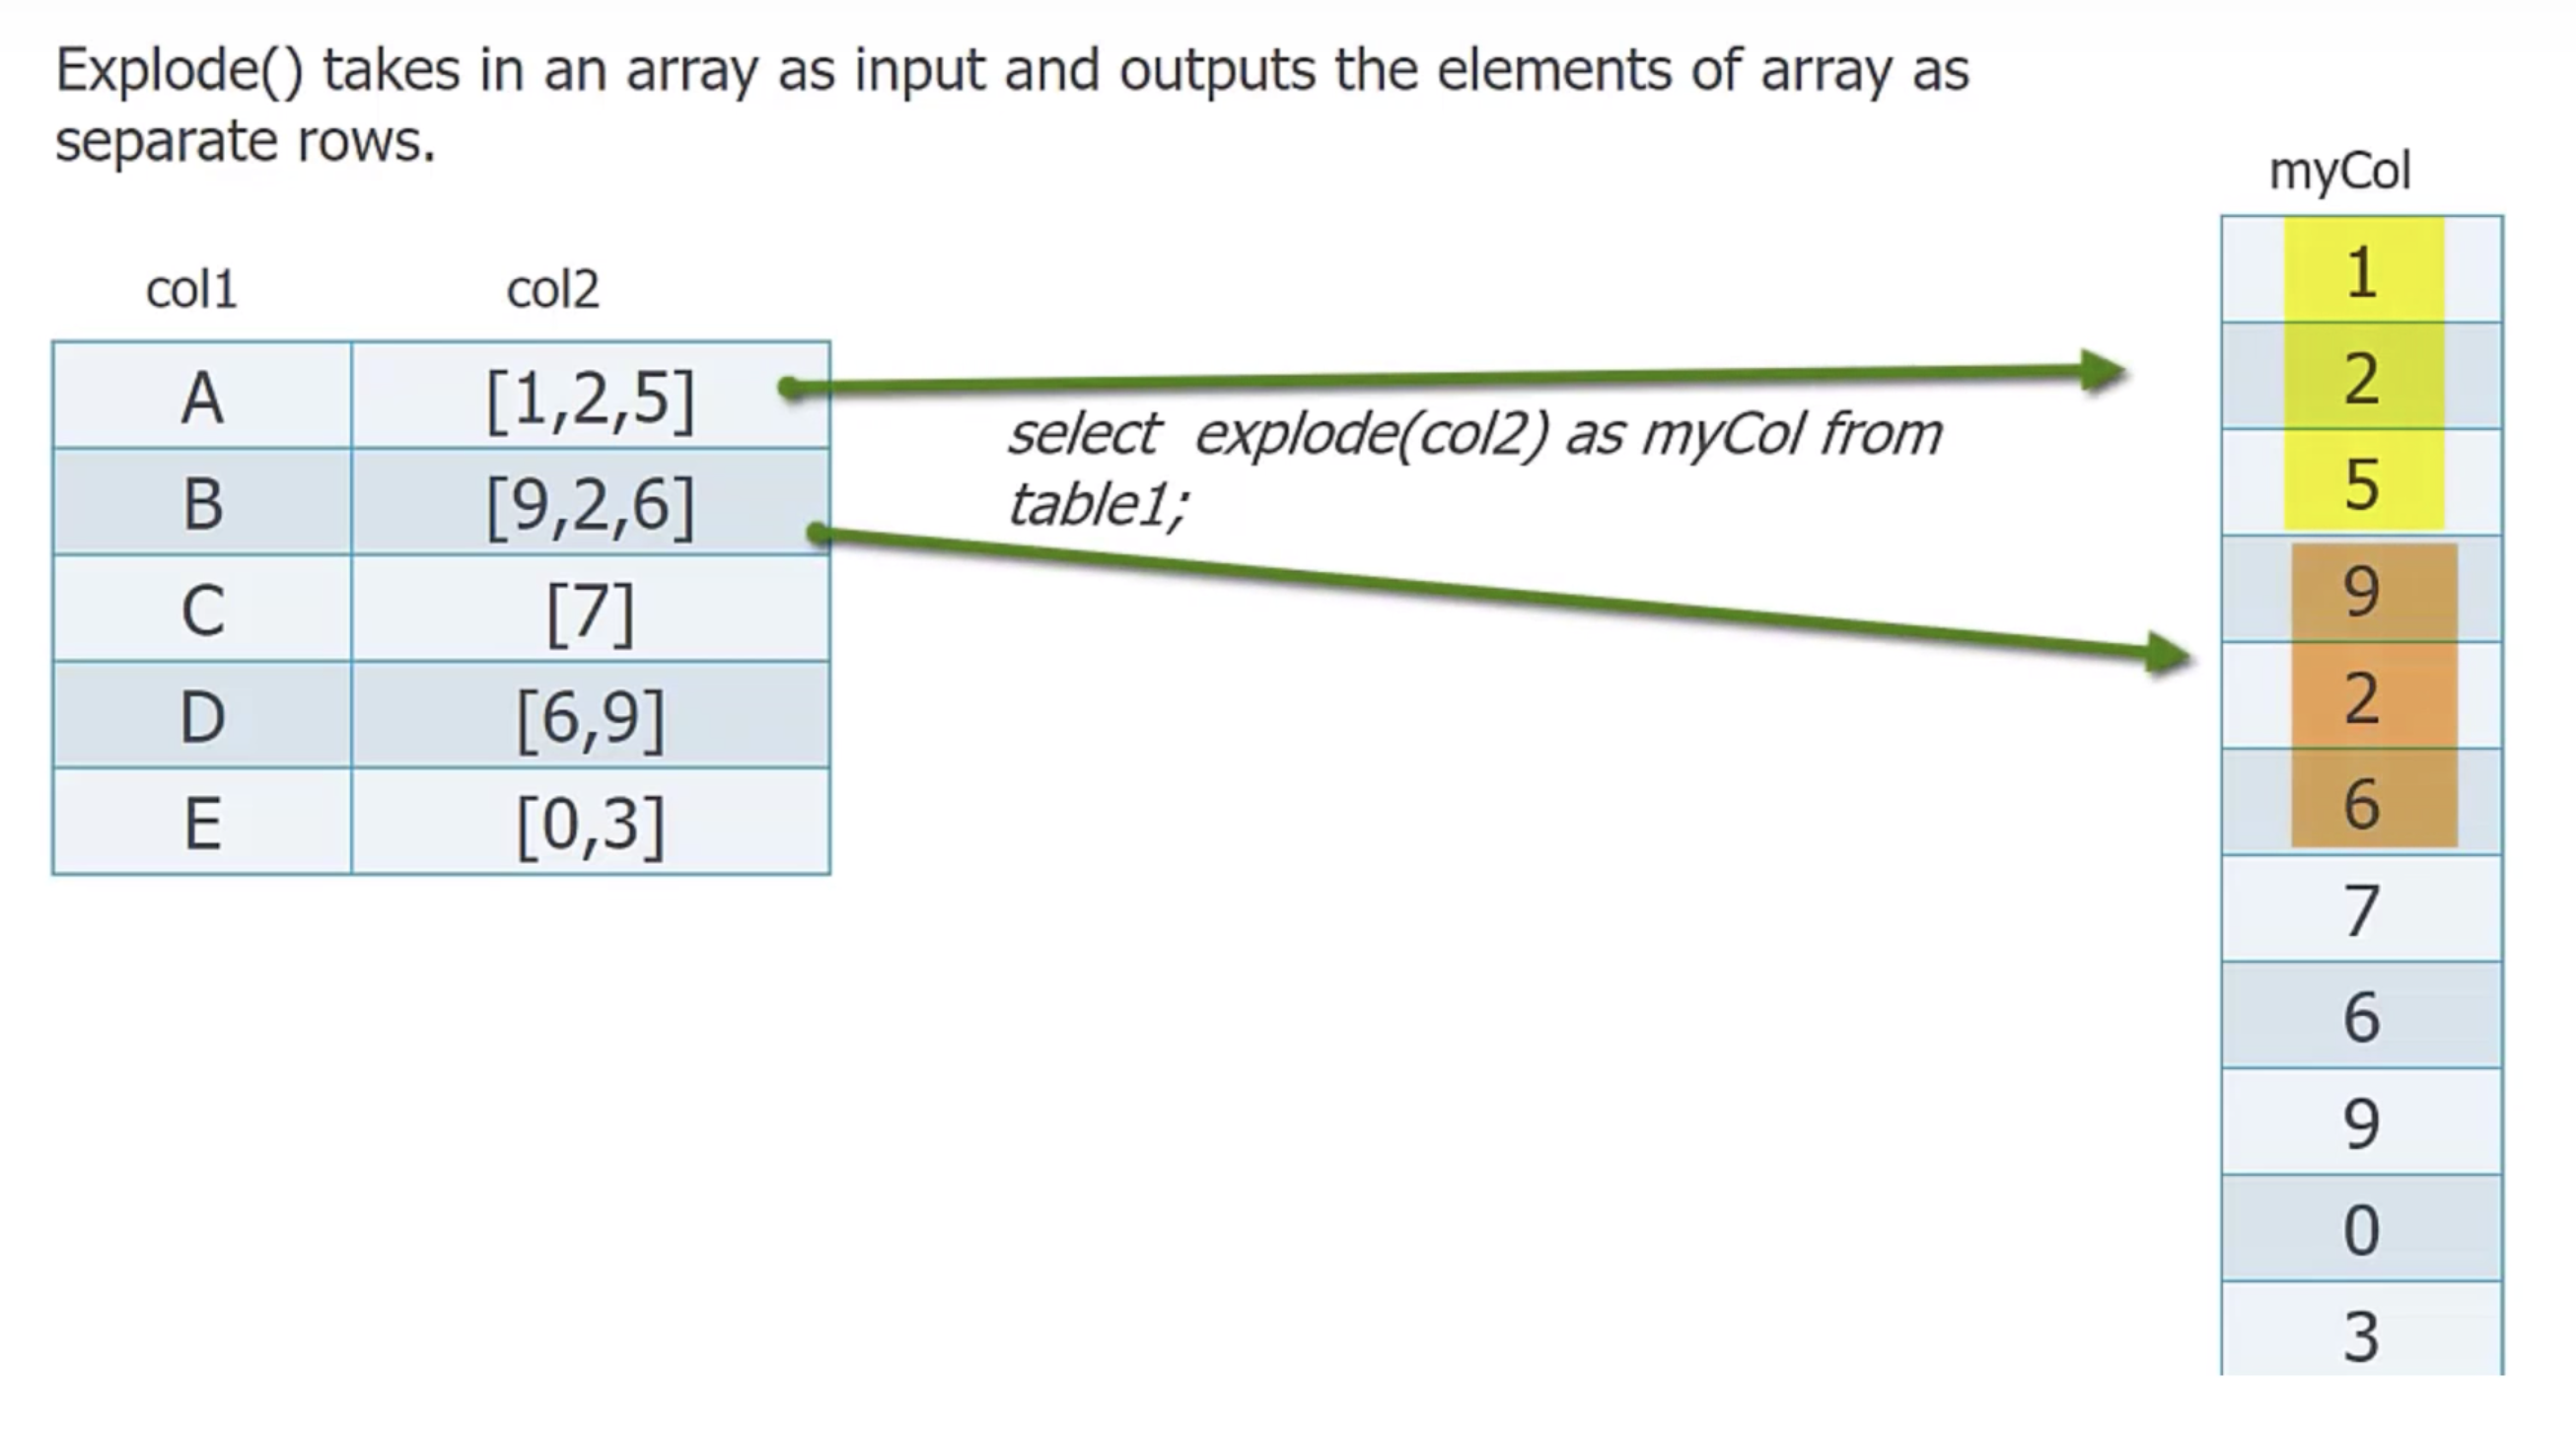 Explode() takes in an array as input and outputs the elements of array as
separate rows.
myCol
col1 col2
A [1,2,5]
B [9,2,6]
C [7]
D [6,9]
E [0,3]
select explode(col2) as myCol from
table1;
1
2
5
9
2
6
7
6
9
0
3